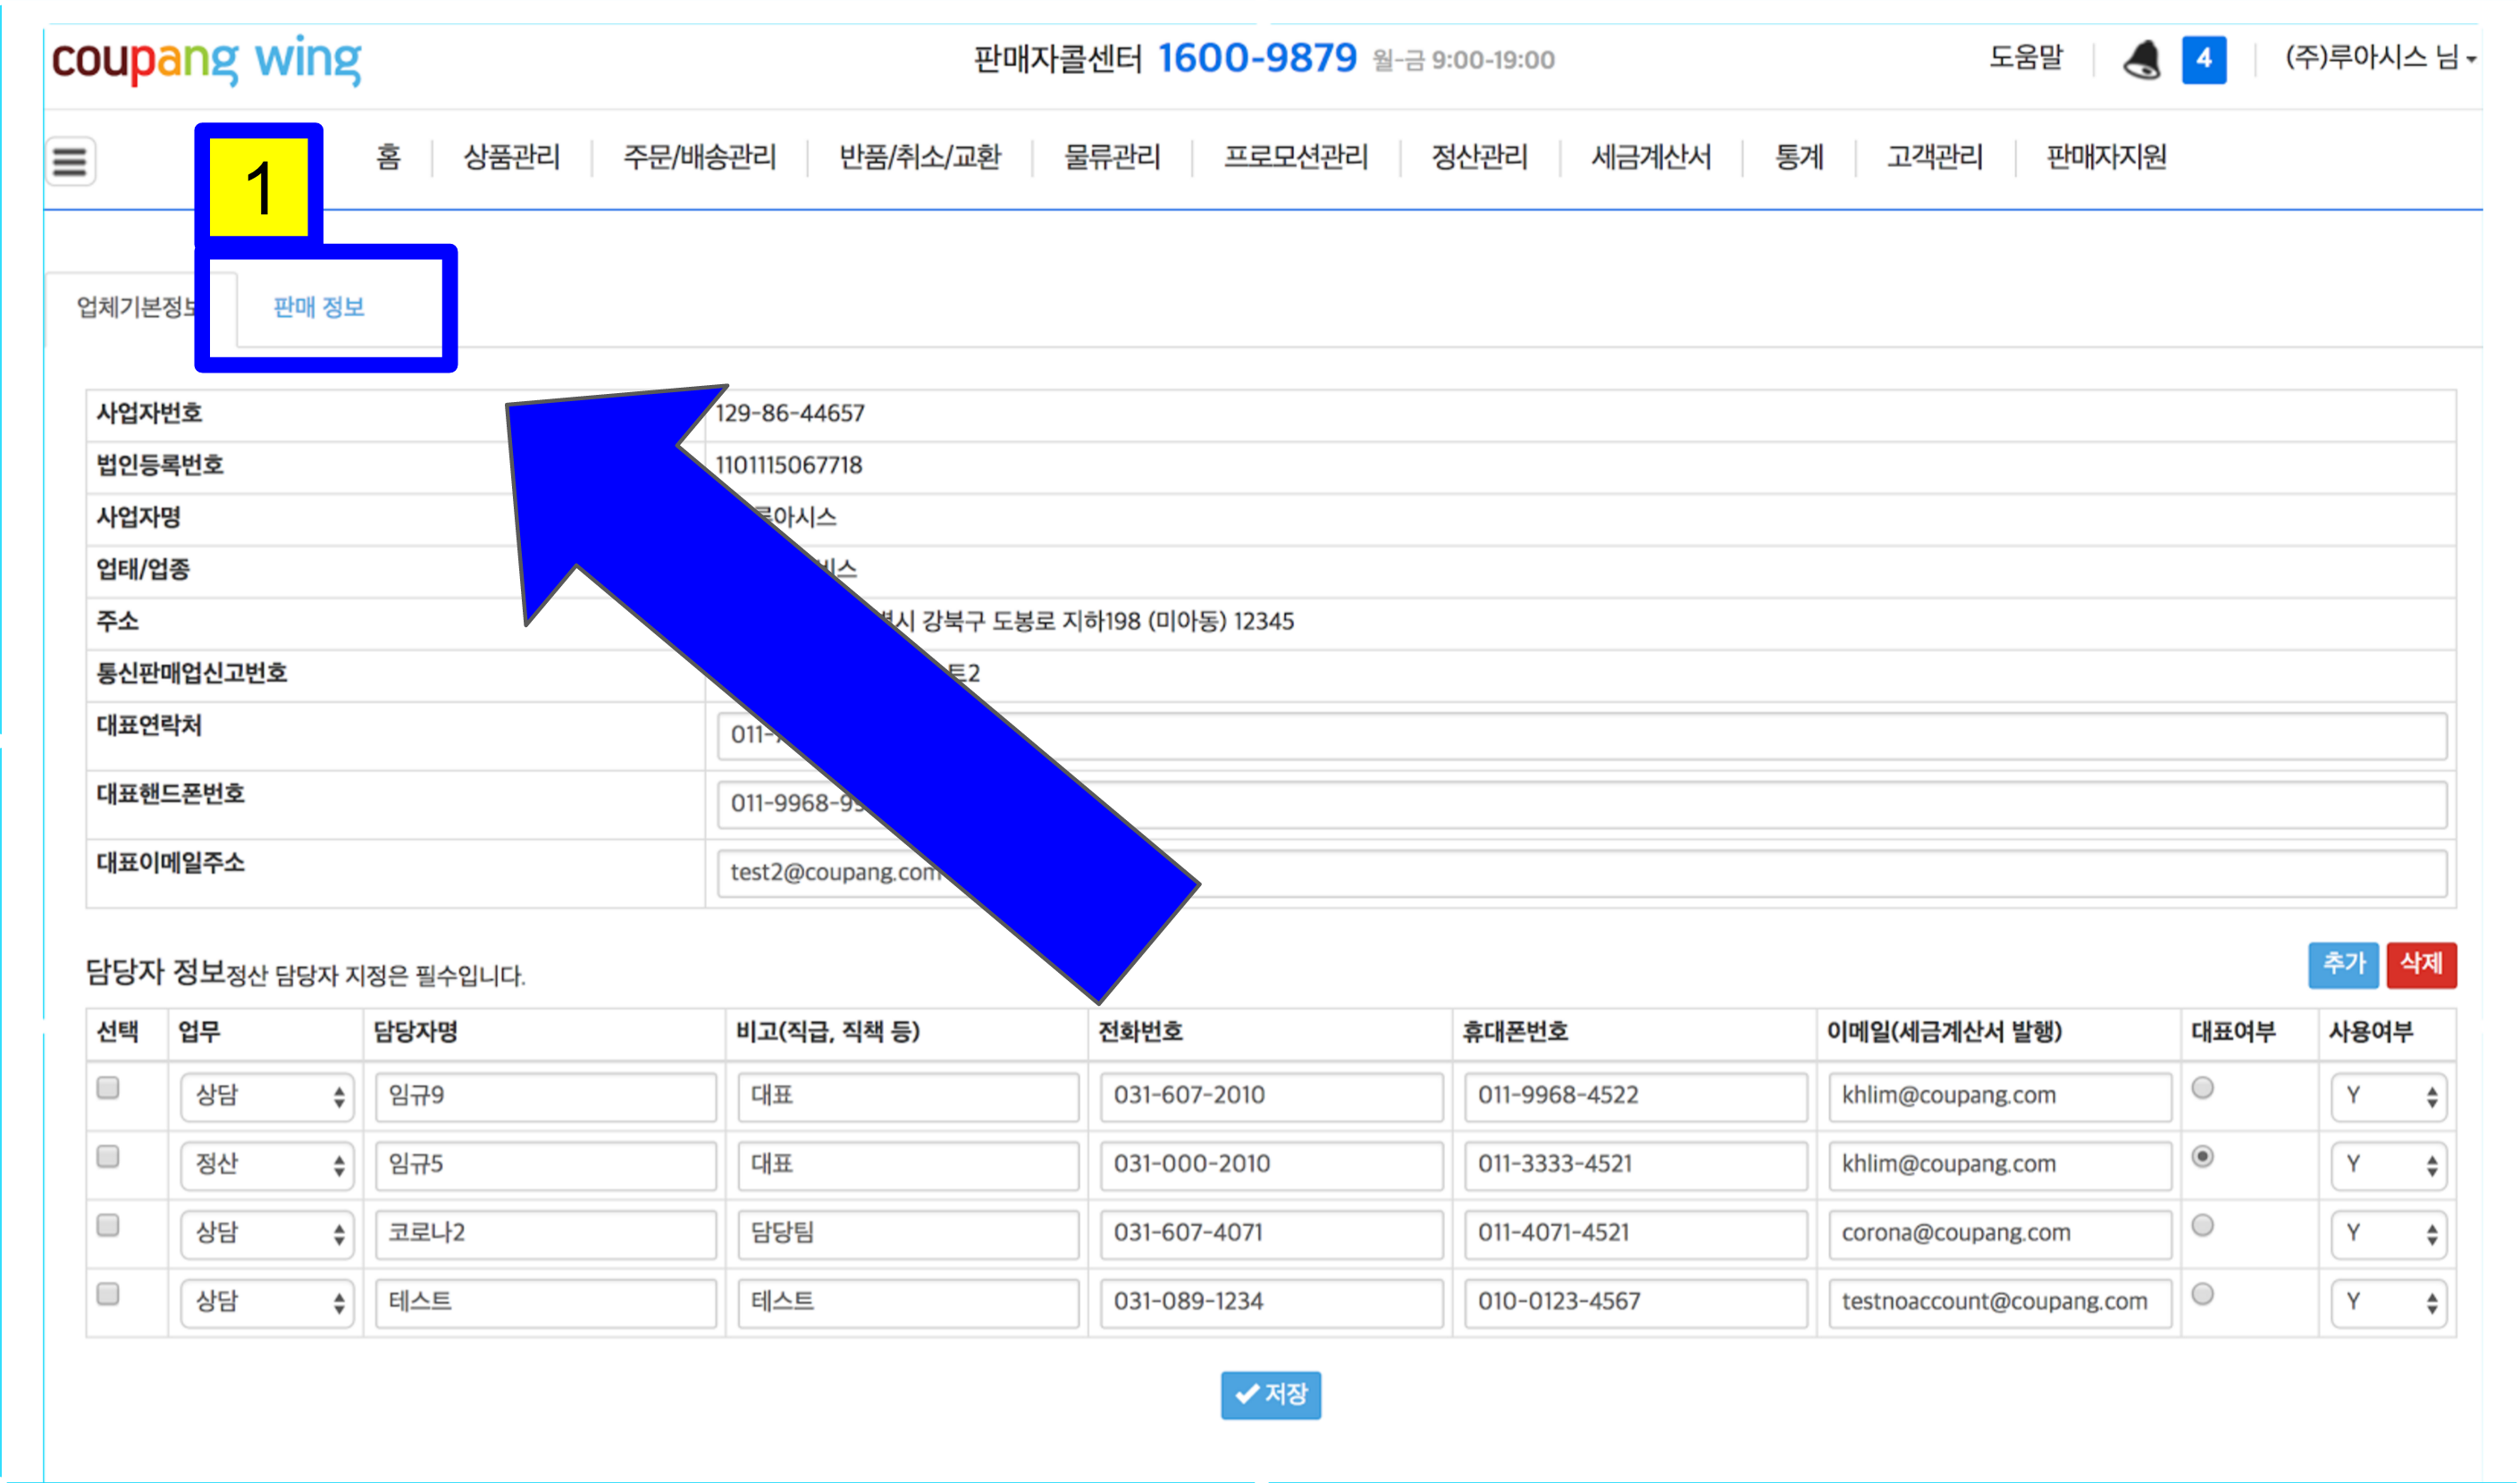 coupang wing
판매자콜센터 1600-9879 월-금 9:00-19:00
도움말 4 (주)루아시스 님
1
홈 상품관리 주문/배송관리 반품/취소/교환 물류관리 프로모션관리 정산관리 세금계산서 통계 고객관리 판매자지원
업체기본정보 판매 정보
사업자번호 129-86-44657
법인등록번호 1101115067718
사업자명 루아시스
업태/업종
주소 강북구 도봉로 지하198 (미아동) 12345
통신판매업신고번호
대표연락처 011-
대표핸드폰번호 011-9968-
대표이메일주소 test2@coupang.com
담당자 정보정산 담당자 지정은 필수입니다. 추가 삭제
선택 업무 담당자명 비고(직급, 직책 등) 전화번호 휴대폰번호 이메일(세금계산서 발행) 대표여부 사용여부
상담 임규9 대표 031-607-2010 011-9968-4522 khlim@coupang.com Y
정산 임규5 대표 031-000-2010 011-3333-4521 khlim@coupang.com Y
상담 코로나2 담당팀 031-607-4071 011-4071-4521 corona@coupang.com Y
상담 테스트 테스트 031-089-1234 010-0123-4567 testnoaccount@coupang.com Y
저장